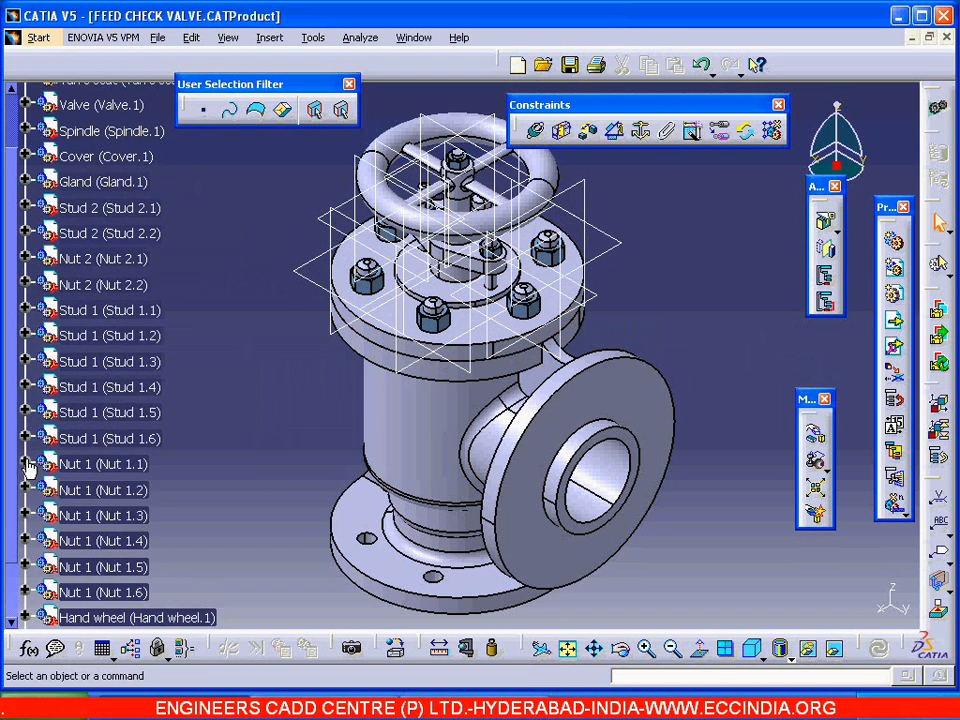 CATIA V5 - [FEED CHECK VALVE.CATProduct]
Start ENOVIA V5 VPM File Edit View Insert Tools Analyze Window Help
User Selection Filter
Constraints
Valve (Valve.1)
Spindle (Spindle.1)
Cover (Cover.1)
Gland (Gland.1)
Stud 2 (Stud 2.1)
Stud 2 (Stud 2.2)
Nut 2 (Nut 2.1)
Nut 2 (Nut 2.2)
Stud 1 (Stud 1.1)
Stud 1 (Stud 1.2)
Stud 1 (Stud 1.3)
Stud 1 (Stud 1.4)
Stud 1 (Stud 1.5)
Stud 1 (Stud 1.6)
Nut 1 (Nut 1.1)
Nut 1 (Nut 1.2)
Nut 1 (Nut 1.3)
Nut 1 (Nut 1.4)
Nut 1 (Nut 1.5)
Nut 1 (Nut 1.6)
Hand wheel (Hand wheel.1)
A...
Pr...
M...
ABC
z
x
y
f(x)
CATIA
Select an object or a command
ENGINEERS CADD CENTRE (P) LTD.-HYDERABAD-INDIA-WWW.ECCINDIA.ORG